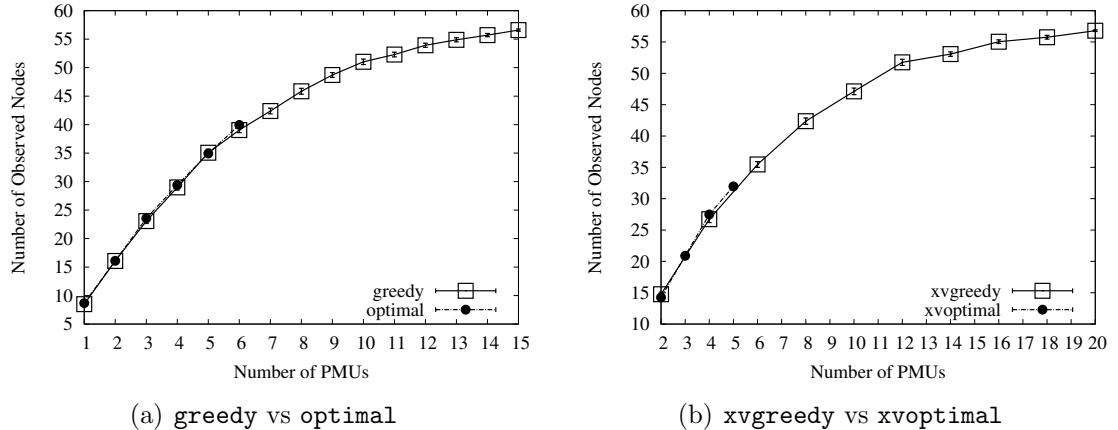 60
55
50
45
40
35
30
25
20
15
10
5
Number of Observed Nodes
greedy
optimal
1 2 3 4 5 6 7 8 9 10 11 12 13 14 15
Number of PMUs
(a) greedy vs optimal
60
55
50
45
40
35
30
25
20
15
10
Number of Observed Nodes
xvgreedy
xvoptimal
2 3 4 5 6 7 8 9 10 11 12 13 14 15 16 17 18 19 20
Number of PMUs
(b) xvgreedy vs xvoptimal